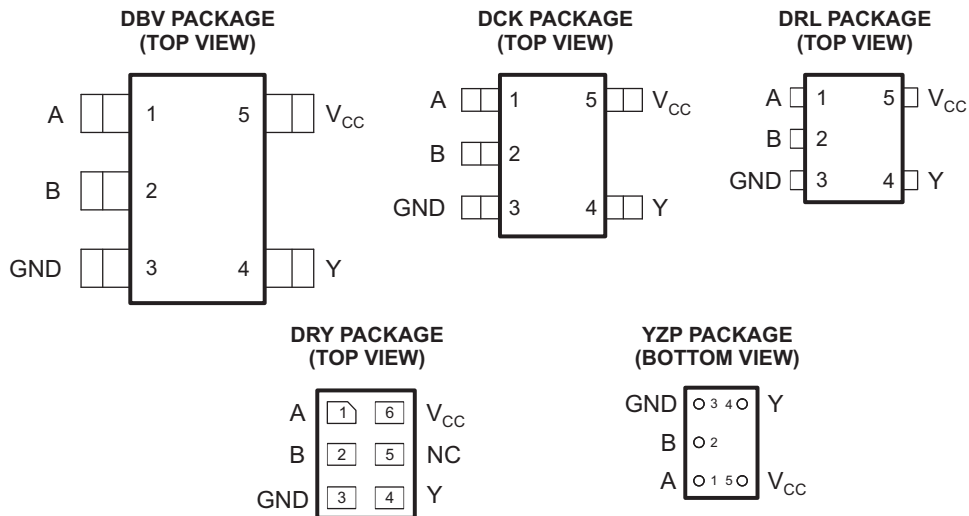 DBV PACKAGE
(TOP VIEW)
A 1 5 VCC
B 2
GND 3 4 Y
DCK PACKAGE
(TOP VIEW)
A 1 5 VCC
B 2
GND 3 4 Y
DRL PACKAGE
(TOP VIEW)
A 1 5 VCC
B 2
GND 3 4 Y
DRY PACKAGE
(TOP VIEW)
A 1 6 VCC
B 2 5 NC
GND 3 4 Y
YZP PACKAGE
(BOTTOM VIEW)
GND 3 4 Y
B 2
A 1 5 VCC